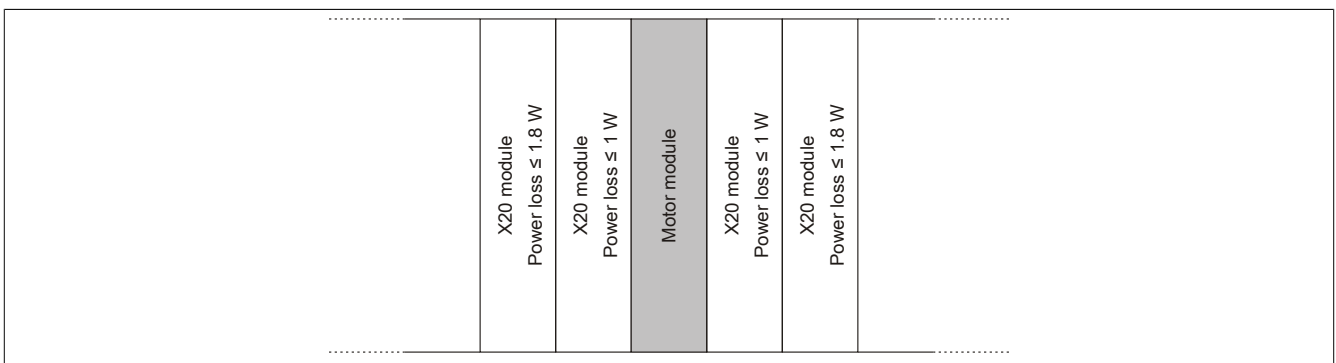 X20 module
Power loss ≤ 1.8 W
X20 module
Power loss ≤ 1 W
Motor module
X20 module
Power loss ≤ 1 W
X20 module
Power loss ≤ 1.8 W